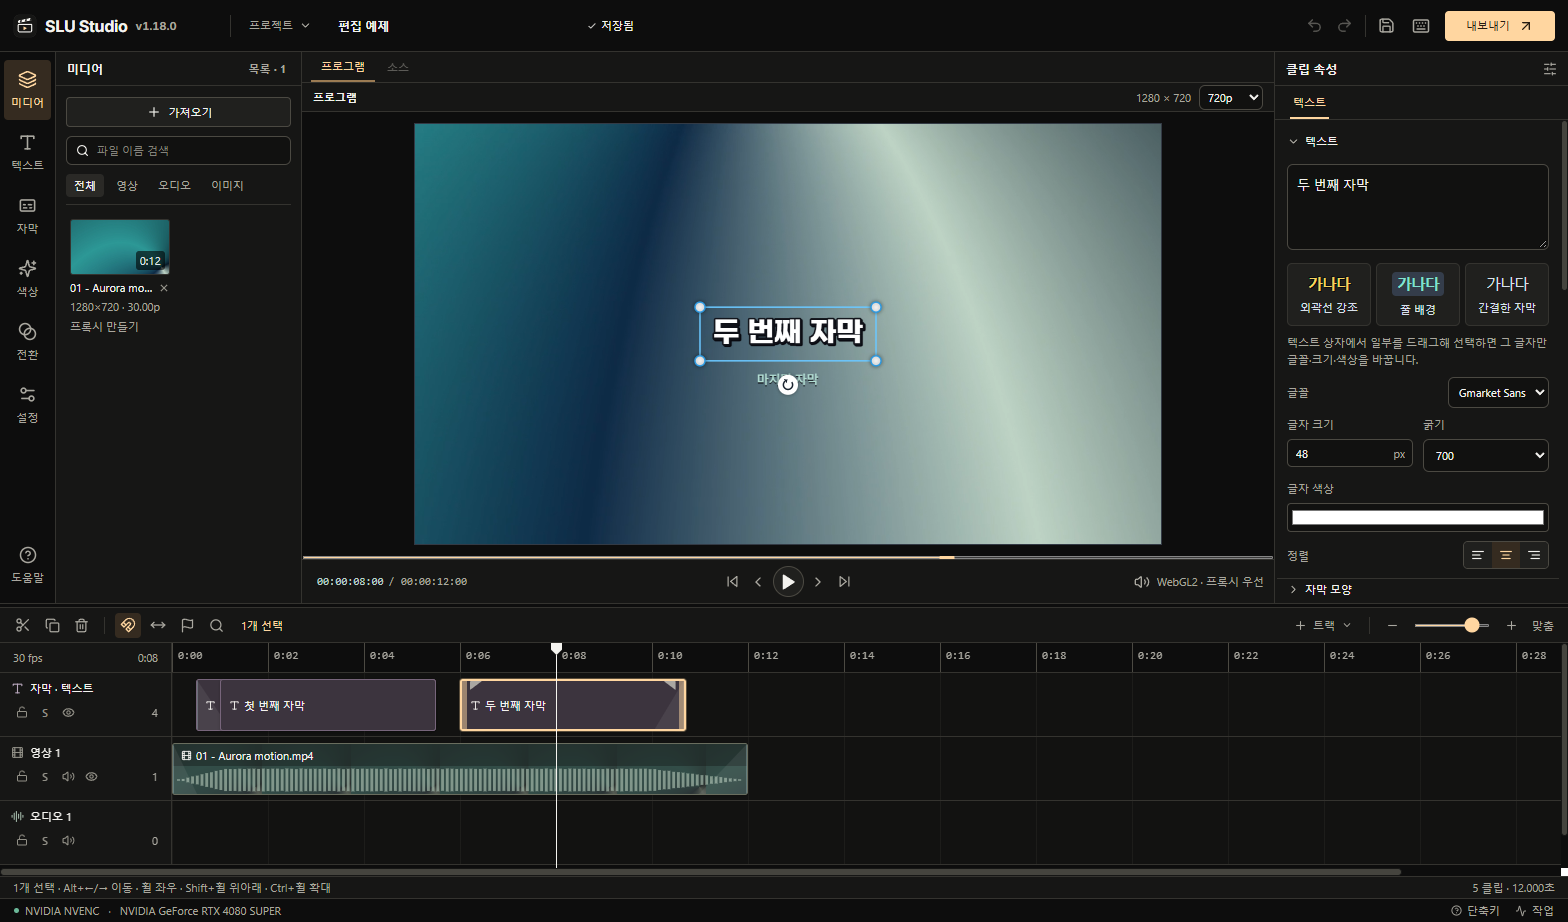 SLU Studio v1.18.0
프로젝트
편집 예제
저장됨
내보내기
미디어
텍스트
자막
색상
전환
설정
도움말
미디어
목록 · 1
가져오기
파일 이름 검색
전체 영상 오디오 이미지
0:12
01 - Aurora mo...
1280×720 · 30.00p
프록시 만들기
프로그램 소스
프로그램
1280 × 720 720p
두 번째 자막
00:00:08:00 / 00:00:12:00
WebGL2 · 프록시 우선
클립 속성
텍스트
텍스트
두 번째 자막
가나다 가나다 가나다
외곽선 강조 풀 배경 간결한 자막
텍스트 상자에서 일부를 드래그해 선택하면 그 글자만
글꼴·크기·색상을 바꿉니다.
글꼴 Gmarket Sans
글자 크기 굵기
48 px 700
글자 색상
정렬
자막 모양
1개 선택
트랙
맞춤
30 fps 0:08
0:00 0:02 0:04 0:06 0:08 0:10 0:12 0:14 0:16 0:18 0:20 0:22 0:24 0:26 0:28
자막 · 텍스트
S 4
T T 첫 번째 자막
T 두 번째 자막
영상 1
S 1
01 - Aurora motion.mp4
오디오 1
S 0
1개 선택 · Alt+←/→ 이동 · 휠 좌우 · Shift+휠 위아래 · Ctrl+휠 확대
5 클립 · 12.000초
NVIDIA NVENC · NVIDIA GeForce RTX 4080 SUPER
단축키 작업